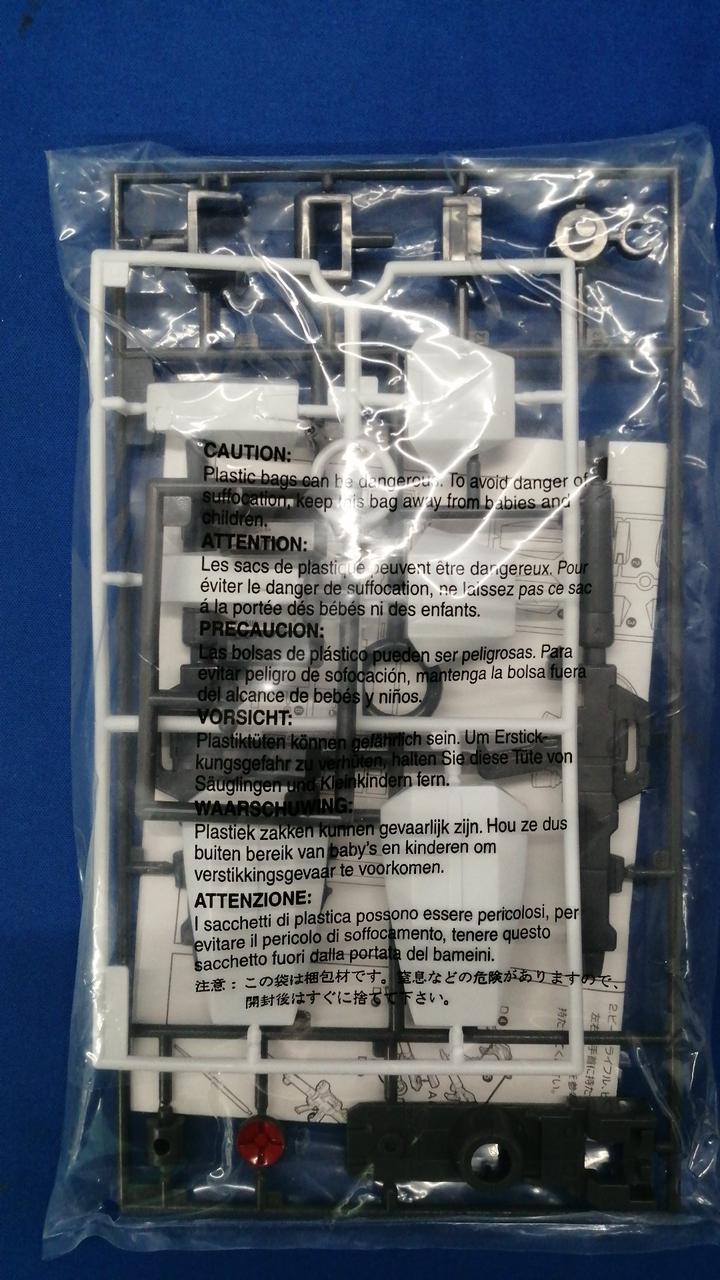 CAUTION:
Plastic bags can be dangerous. To avoid danger of
suffocation, keep this bag away from babies and
children.
ATTENTION:
Les sacs de plastique peuvent être dangereux. Pour
éviter le danger de suffocation, ne laissez pas ce sac
á la portée dés bébés ni des enfants.
PRECAUCION:
Las bolsas de plástico pueden ser peligrosas. Para
evitar peligro de sofocación, mantenga la bolsa fuera
del alcance de bebés y niños.
VORSICHT:
Plastiktüten können gefährlich sein. Um Erstick-
kungsgefahr zu verhüten, halten Sie diese Tüte von
Säuglingen und Kleinkindern fern.
WAARSCHUWING:
Plastiek zakken kunnen gevaarlijk zijn. Hou ze dus
buiten bereik van baby's en kinderen om
verstikkingsgevaar te voorkomen.
ATTENZIONE:
I sacchetti di plastica possono essere pericolosi, per
evitare il pericolo di soffocamento, tenere questo
sacchetto fuori dalla portata del bameini.
注意：この袋は梱包材です。窒息などの危険がありますので、
開封後はすぐに捨てて下さい。